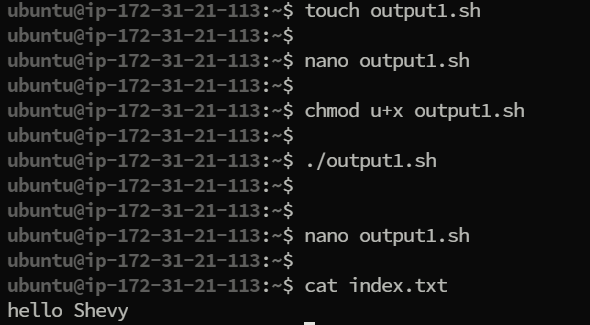 ubuntu@ip-172-31-21-113:~$ touch output1.sh
ubuntu@ip-172-31-21-113:~$
ubuntu@ip-172-31-21-113:~$ nano output1.sh
ubuntu@ip-172-31-21-113:~$
ubuntu@ip-172-31-21-113:~$ chmod u+x output1.sh
ubuntu@ip-172-31-21-113:~$
ubuntu@ip-172-31-21-113:~$ ./output1.sh
ubuntu@ip-172-31-21-113:~$
ubuntu@ip-172-31-21-113:~$
ubuntu@ip-172-31-21-113:~$ nano output1.sh
ubuntu@ip-172-31-21-113:~$
ubuntu@ip-172-31-21-113:~$ cat index.txt
hello Shevy